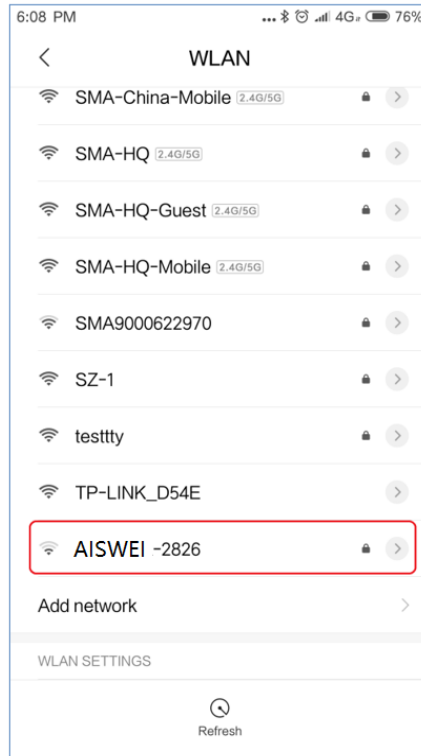 6:08 PM ... 4G 76%
WLAN
SMA-China-Mobile 2.4G/5G
SMA-HQ 2.4G/5G
SMA-HQ-Guest 2.4G/5G
SMA-HQ-Mobile 2.4G/5G
SMA9000622970
SZ-1
testtty
TP-LINK_D54E
AISWEI -2826
Add network
WLAN SETTINGS
Refresh